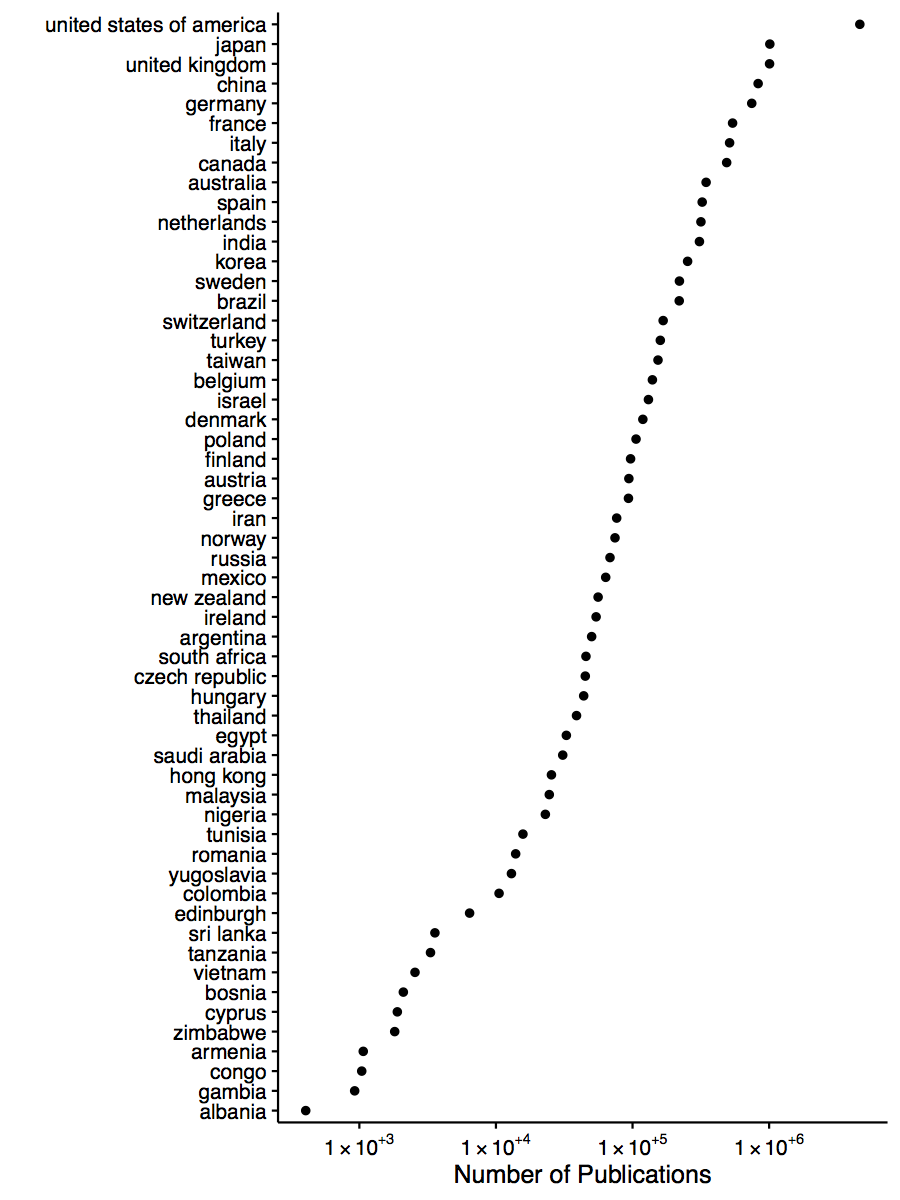 united states of america
japan
united kingdom
china
germany
france
italy
canada
australia
spain
netherlands
india
korea
sweden
brazil
switzerland
turkey
taiwan
belgium
israel
denmark
poland
finland
austria
greece
iran
norway
russia
mexico
new zealand
ireland
argentina
south africa
czech republic
hungary
thailand
egypt
saudi arabia
hong kong
malaysia
nigeria
tunisia
romania
yugoslavia
colombia
edinburgh
sri lanka
tanzania
vietnam
bosnia
cyprus
zimbabwe
armenia
congo
gambia
albania
1 × 10⁺³ 1 × 10⁺⁴ 1 × 10⁺⁵ 1 × 10⁺⁶
Number of Publications